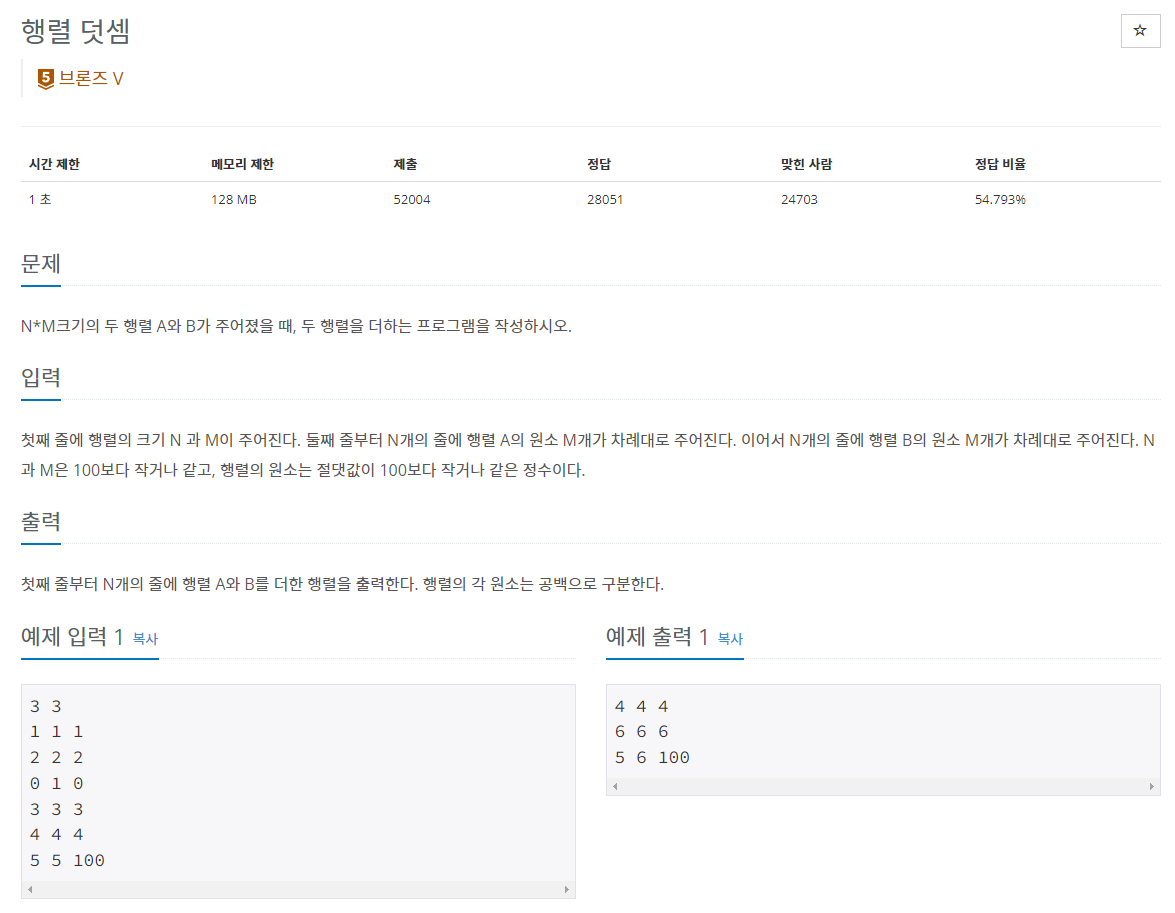 행렬 덧셈
☆
5 브론즈 V
시간 제한 메모리 제한 제출 정답 맞힌 사람 정답 비율
1 초 128 MB 52004 28051 24703 54.793%
문제
N*M크기의 두 행렬 A와 B가 주어졌을 때, 두 행렬을 더하는 프로그램을 작성하시오.
입력
첫째 줄에 행렬의 크기 N 과 M이 주어진다. 둘째 줄부터 N개의 줄에 행렬 A의 원소 M개가 차례대로 주어진다. 이어서 N개의 줄에 행렬 B의 원소 M개가 차례대로 주어진다. N
과 M은 100보다 작거나 같고, 행렬의 원소는 절댓값이 100보다 작거나 같은 정수이다.
출력
첫째 줄부터 N개의 줄에 행렬 A와 B를 더한 행렬을 출력한다. 행렬의 각 원소는 공백으로 구분한다.
예제 입력 1 복사
3 3
1 1 1
2 2 2
0 1 0
3 3 3
4 4 4
5 5 100
예제 출력 1 복사
4 4 4
6 6 6
5 6 100